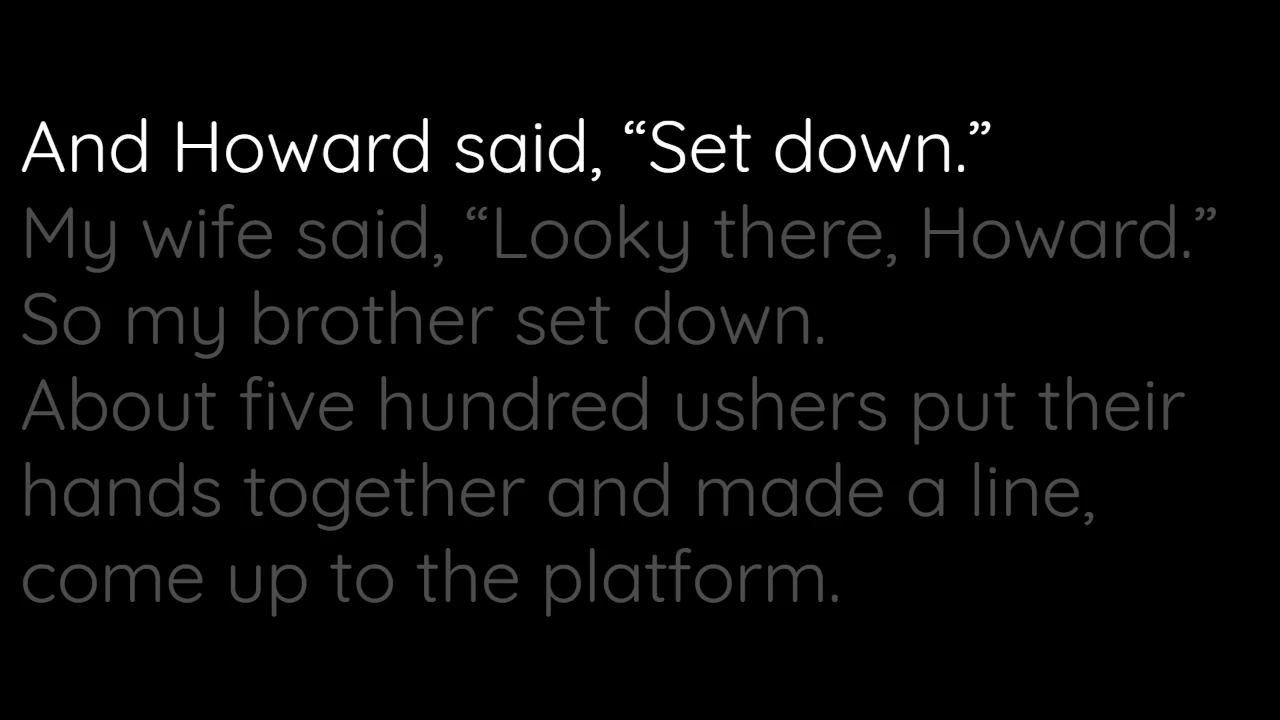 And Howard said, “Set down.”
My wife said, “Looky there, Howard.”
So my brother set down.
About five hundred ushers put their
hands together and made a line,
come up to the platform.